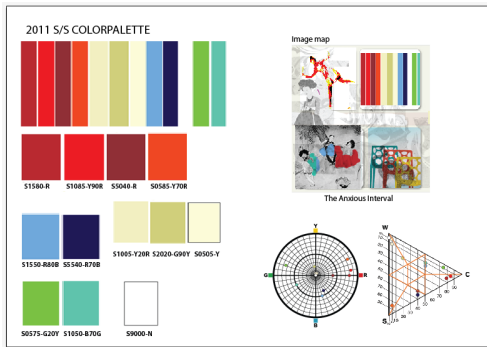 2011 S/S COLORPALETTE
Image map
S1580-R
S1085-Y90R
S5040-R
S0585-Y70R
The Anxious Interval
S1550-R80B
S5540-R70B
S1005-Y20R
S2020-G90Y
S0505-Y
S0575-G20Y
S1050-B70G
S9000-N
Y
G
R
B
W
C
S